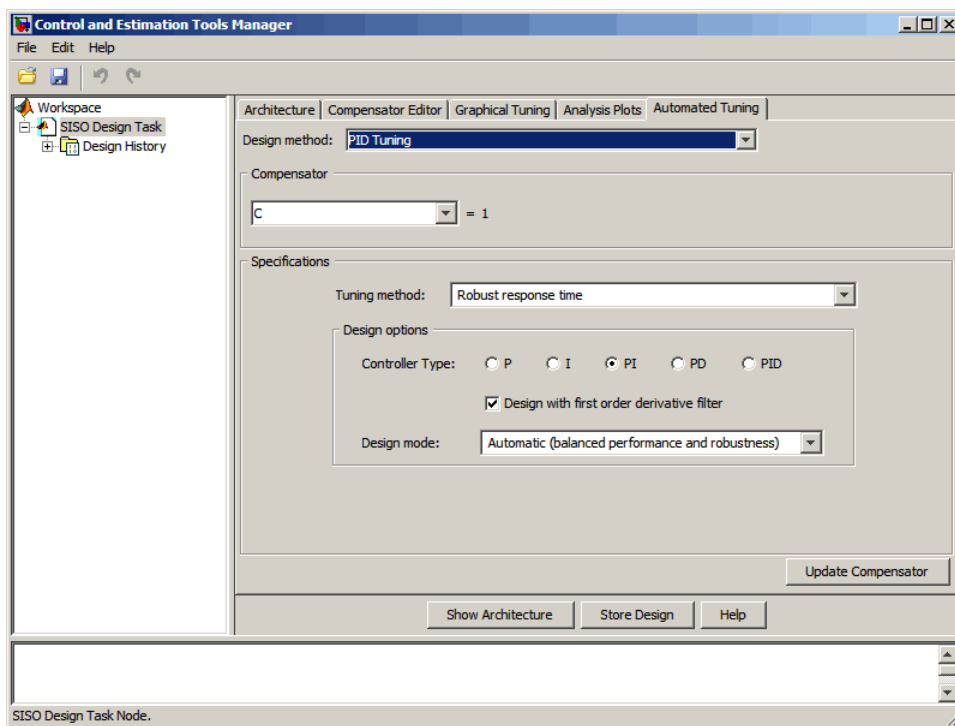 Control and Estimation Tools Manager
File Edit Help
Workspace
SISO Design Task
Design History
Architecture Compensator Editor Graphical Tuning Analysis Plots Automated Tuning
Design method: PID Tuning
Compensator
C = 1
Specifications
Tuning method: Robust response time
Design options
Controller Type: P I PI PD PID
Design with first order derivative filter
Design mode: Automatic (balanced performance and robustness)
Update Compensator
Show Architecture Store Design Help
SISO Design Task Node.